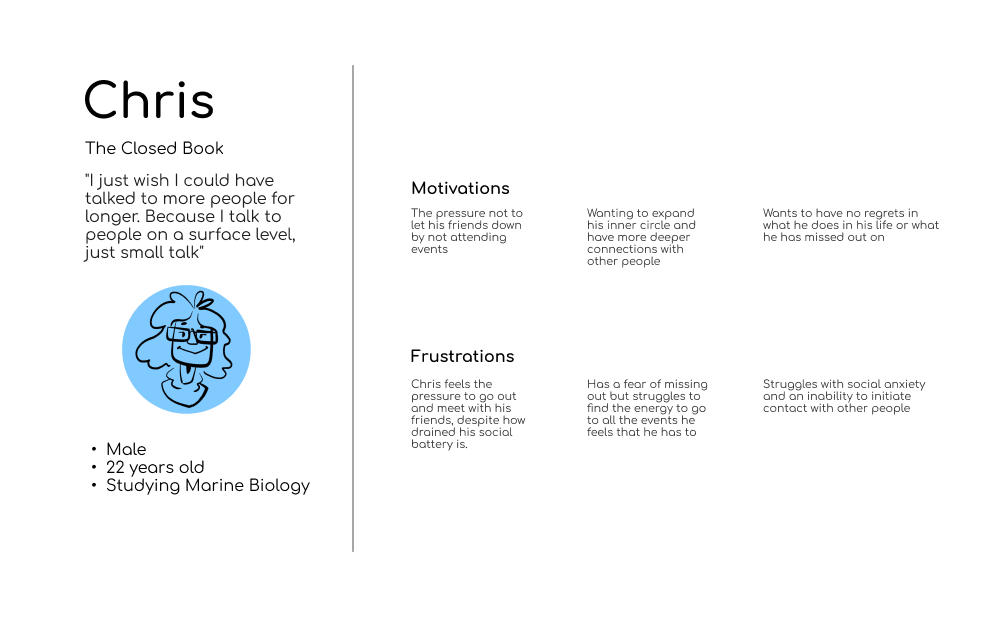 Chris
The Closed Book
"I just wish I could have
talked to more people for
longer. Because I talk to
people on a surface level,
just small talk"
• Male
• 22 years old
• Studying Marine Biology
Motivations
The pressure not to
let his friends down
by not attending
events
Wanting to expand
his inner circle and
have more deeper
connections with
other people
Wants to have no regrets in
what he does in his life or what
he has missed out on
Frustrations
Chris feels the
pressure to go out
and meet with his
friends, despite how
drained his social
battery is.
Has a fear of missing
out but struggles to
find the energy to go
to all the events he
feels that he has to
Struggles with social anxiety
and an inability to initiate
contact with other people